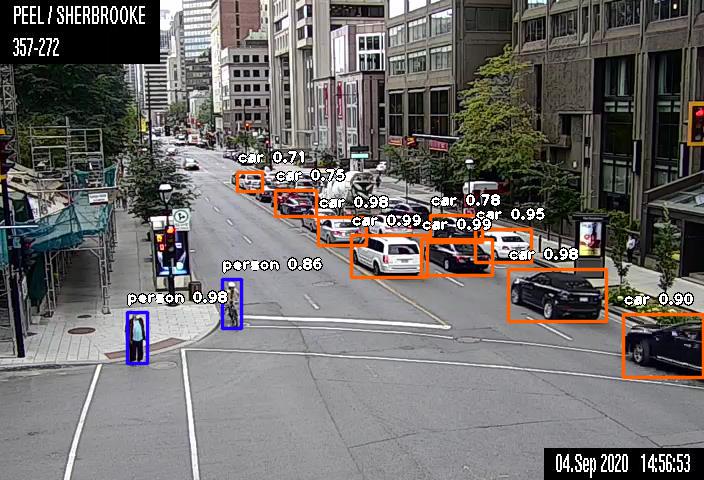 PEEL / SHERBROOKE
357-272
car 0.71
car 0.75
car 0.98
car 0.78
car 0.99
car 0.99
car 0.95
person 0.86
car 0.98
person 0.98
car 0.90
04.Sep 2020 14:56:53